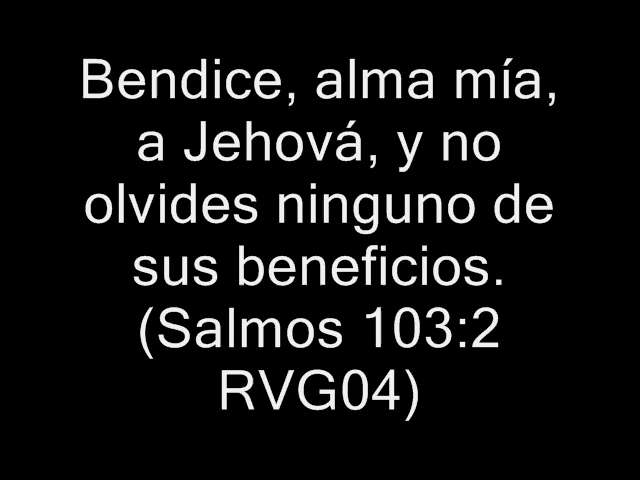 Bendice, alma mía,
a Jehová, y no
olvides ninguno de
sus beneficios.
(Salmos 103:2
RVG04)